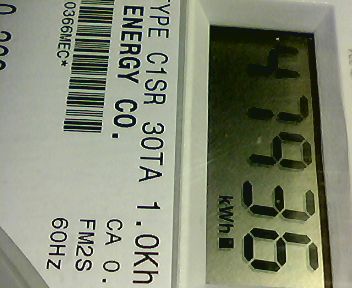 47936
kWh
TYPE C1SR 30TA 1.0Kh
ENERGY CO.
CA 0.
FM2S
60HZ
0366MEC*